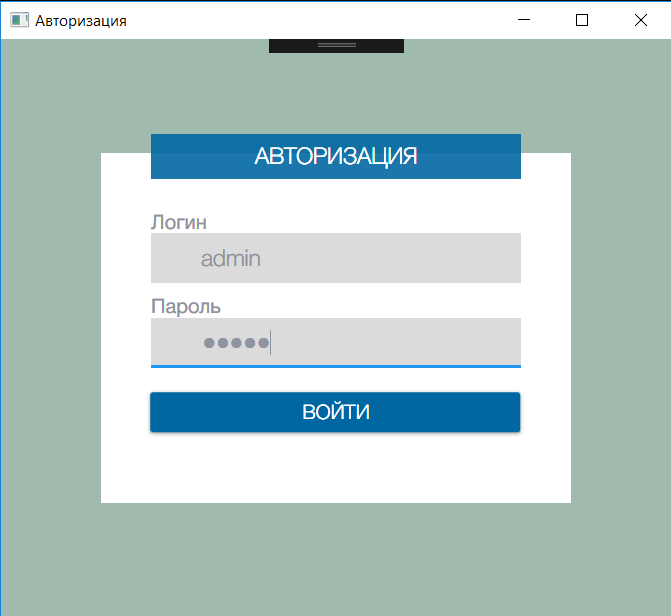 Авторизация
АВТОРИЗАЦИЯ
Логин
admin
Пароль
●●●●●
ВОЙТИ